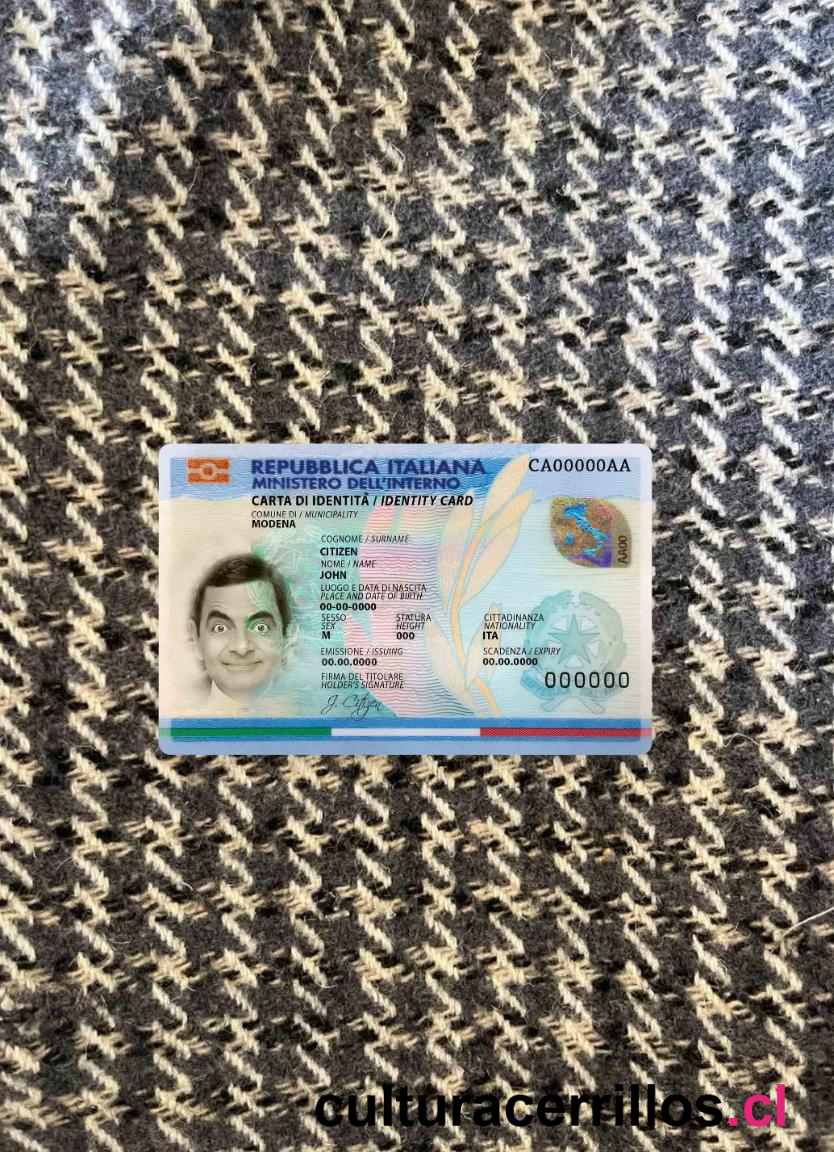 REPUBBLICA ITALIANA
CA00000AA
MINISTERO DELL'INTERNO
CARTA DI IDENTITÀ / IDENTITY CARD
COMUNE DI / MUNICIPALITY
MODENA
COGNOME / SURNAME
CITIZEN
NOME / NAME
JOHN
LUOGO E DATA DI NASCITA
PLACE AND DATE OF BIRTH
00-00-0000
SESSO STATURA CITTADINANZA
SEX HEIGHT NATIONALITY
M 000 ITA
EMISSIONE / ISSUING SCADENZA / EXPIRY
00.00.0000 00.00.0000
FIRMA DEL TITOLARE
HOLDER'S SIGNATURE
000000
J. Citizen
AA00
culturacerrillos.cl